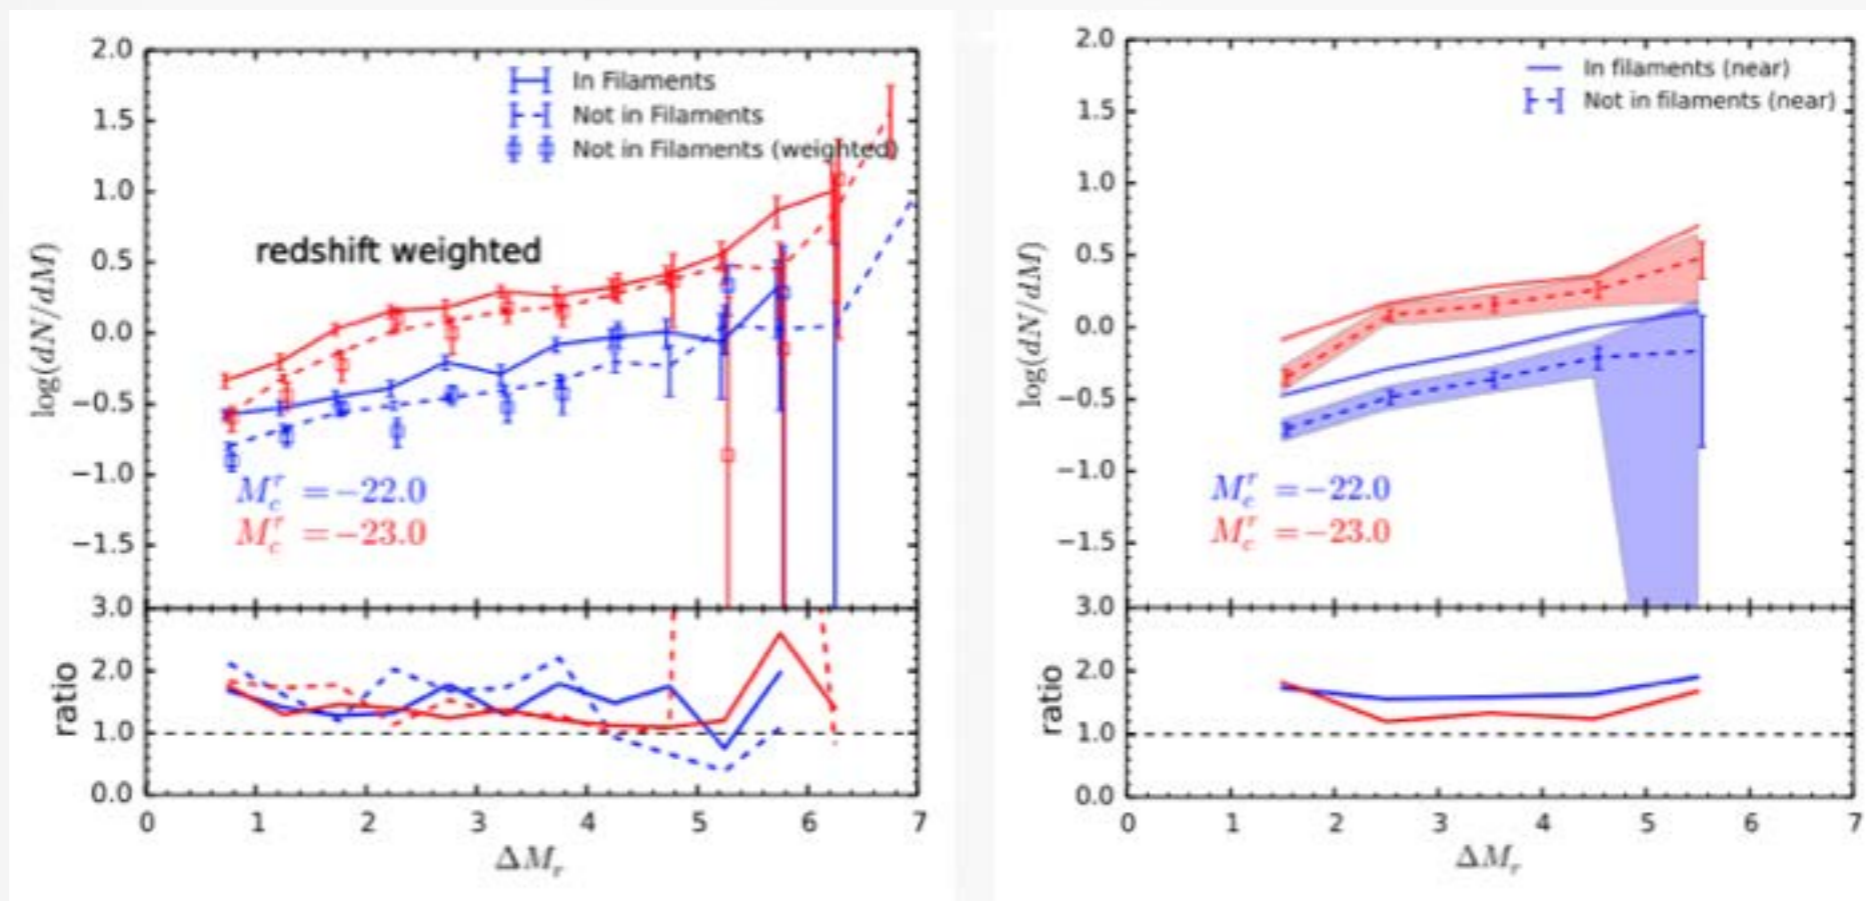 2.0
1.5
1.0
0.5
0.0
−0.5
−1.0
−1.5
3.0
2.0
1.0
0.0
log(dN/dM)
ratio
In Filaments
Not in Filaments
Not in Filaments (weighted)
redshift weighted
M_c^r =−22.0
M_c^r =−23.0
0 1 2 3 4 5 6 7
ΔM_r
2.0
1.5
1.0
0.5
0.0
−0.5
−1.0
−1.5
3.0
2.0
1.0
0.0
log(dN/dM)
ratio
In filaments (near)
Not in filaments (near)
M_c^r =−22.0
M_c^r =−23.0
0 1 2 3 4 5 6 7
ΔM_r